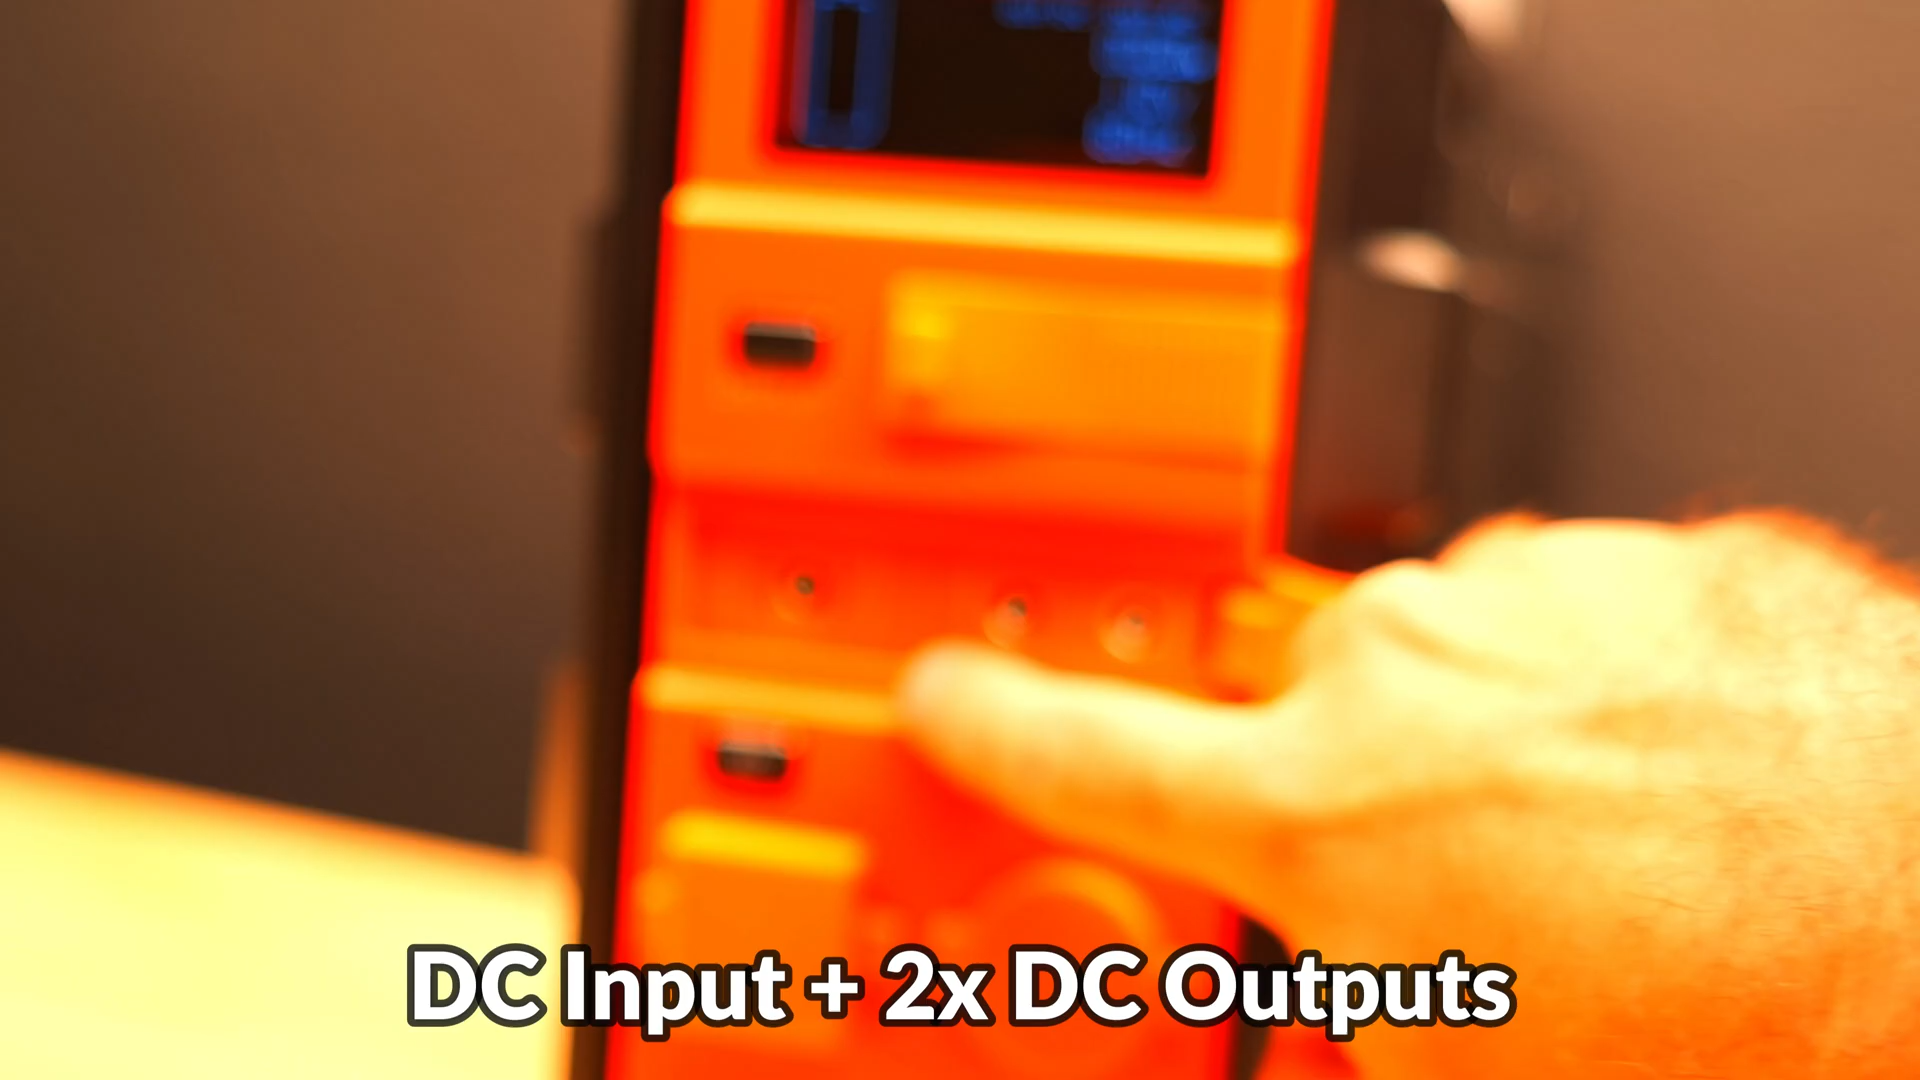 DC Input + 2x DC Outputs